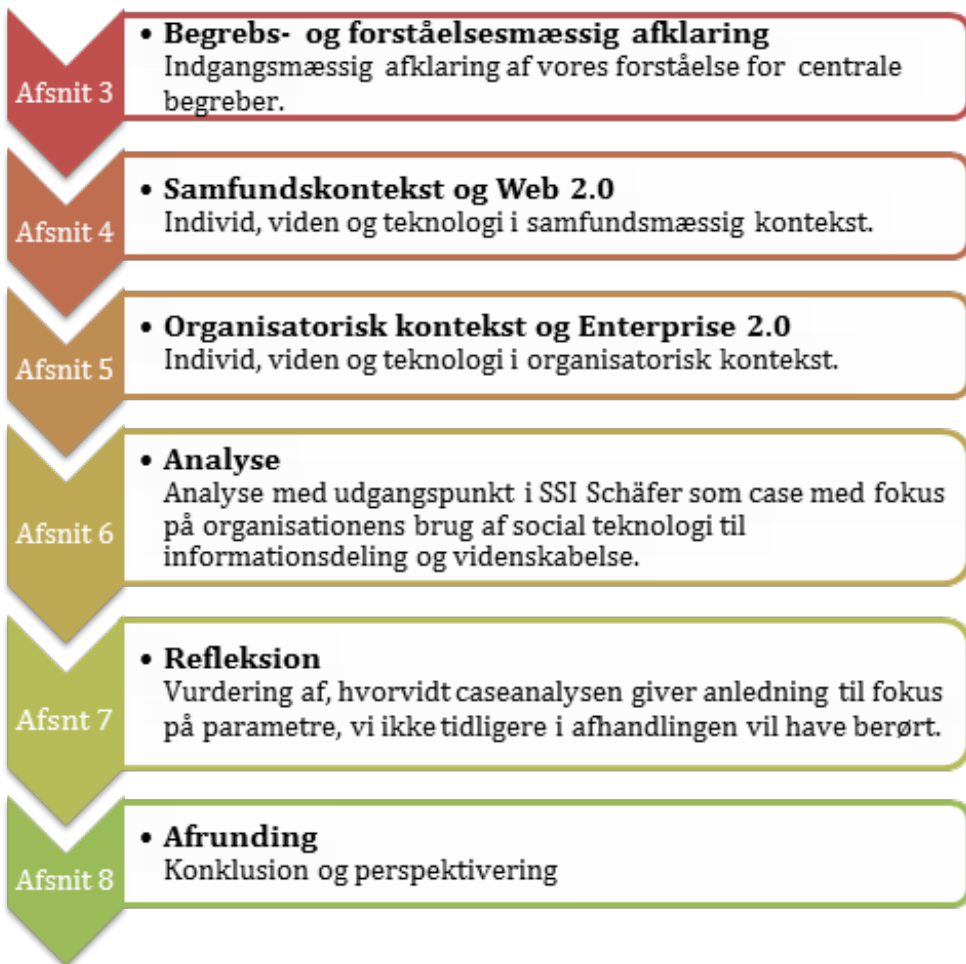 Afsnit 3
• Begrebs- og forståelsesmæssig afklaring
Indgangsmæssig afklaring af vores forståelse for centrale
begreber.
Afsnit 4
• Samfundskontekst og Web 2.0
Individ, viden og teknologi i samfundsmæssig kontekst.
Afsnit 5
• Organisatorisk kontekst og Enterprise 2.0
Individ, viden og teknologi i organisatorisk kontekst.
Afsnit 6
• Analyse
Analyse med udgangspunkt i SSI Schäfer som case med fokus
på organisationens brug af social teknologi til
informationsdeling og videnskabelse.
Afsnt 7
• Refleksion
Vurdering af, hvorvidt caseanalysen giver anledning til fokus
på parametre, vi ikke tidligere i afhandlingen vil have berørt.
Afsnit 8
• Afrunding
Konklusion og perspektivering